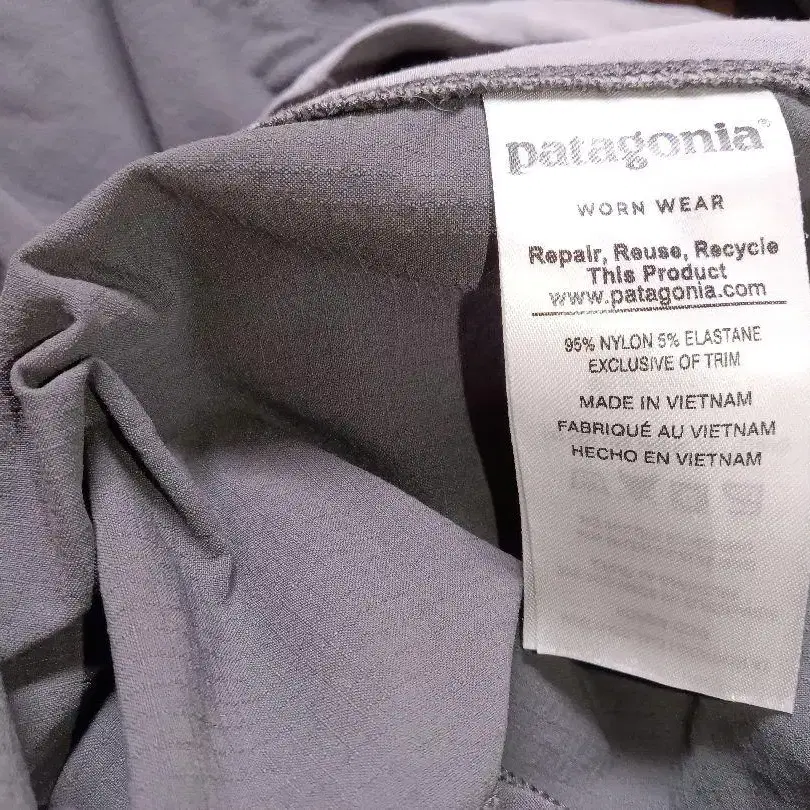 patagonia®
WORN WEAR
Repair, Reuse, Recycle
This Product
www.patagonia.com
95% NYLON 5% ELASTANE
EXCLUSIVE OF TRIM
MADE IN VIETNAM
FABRIQUÉ AU VIETNAM
HECHO EN VIETNAM